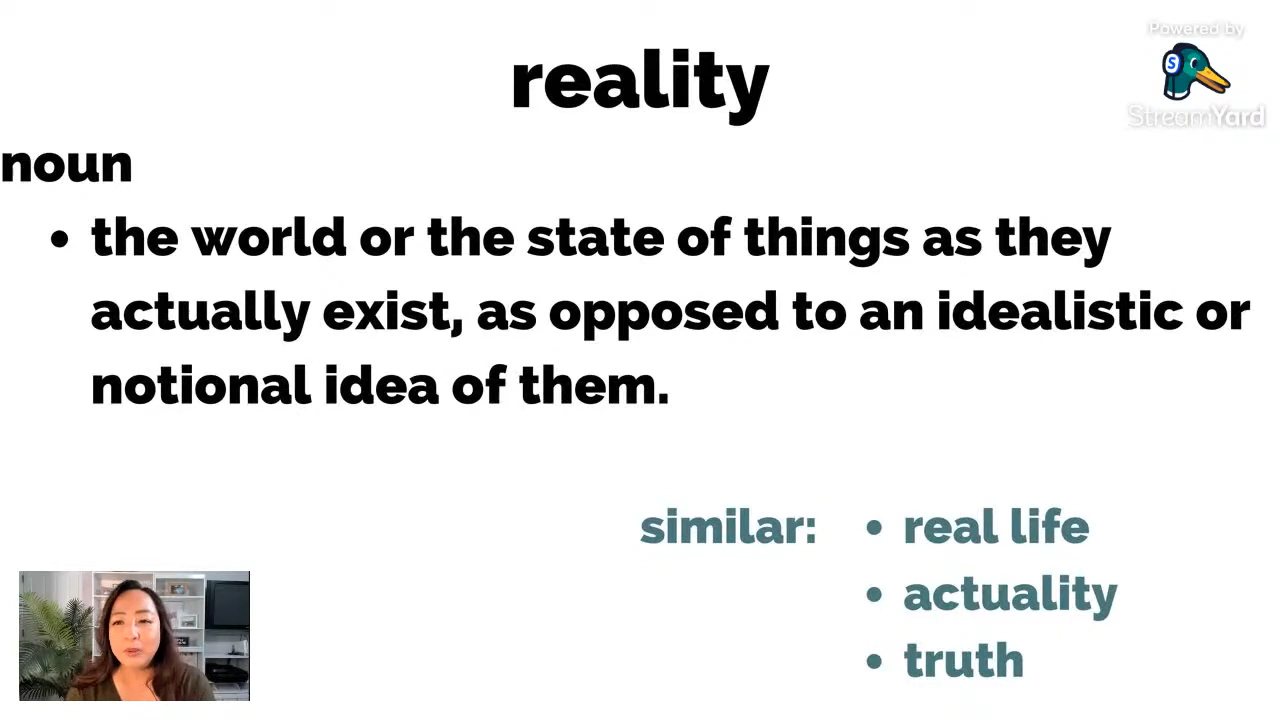 Powered by
S
StreamYard
reality
noun
• the world or the state of things as they
actually exist, as opposed to an idealistic or
notional idea of them.
similar: • real life
• actuality
• truth